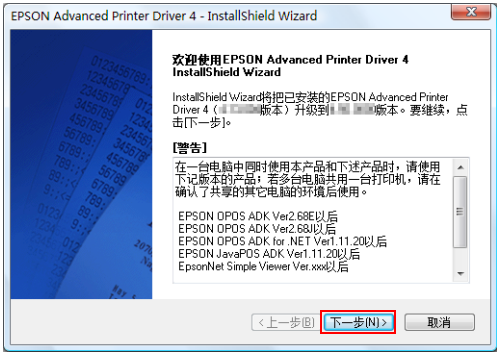 EPSON Advanced Printer Driver 4 - InstallShield Wizard
欢迎使用EPSON Advanced Printer Driver 4
InstallShield Wizard
InstallShield Wizard将把已安装的EPSON Advanced Printer
Driver 4（版本）升级到版本。要继续，点
击[下一步]。
[警告]
在一台电脑中同时使用本产品和下述产品时，请使用
下记版本的产品；若多台电脑共用一台打印机，请在
确认了共享的其它电脑的环境后使用。
EPSON OPOS ADK Ver2.68E以后
EPSON OPOS ADK Ver2.68J以后
EPSON OPOS ADK for .NET Ver1.11.20以后
EPSON JavaPOS ADK Ver1.11.20以后
EpsonNet Simple Viewer Ver.xxx以后
<上一步(B) 下一步(N)> 取消